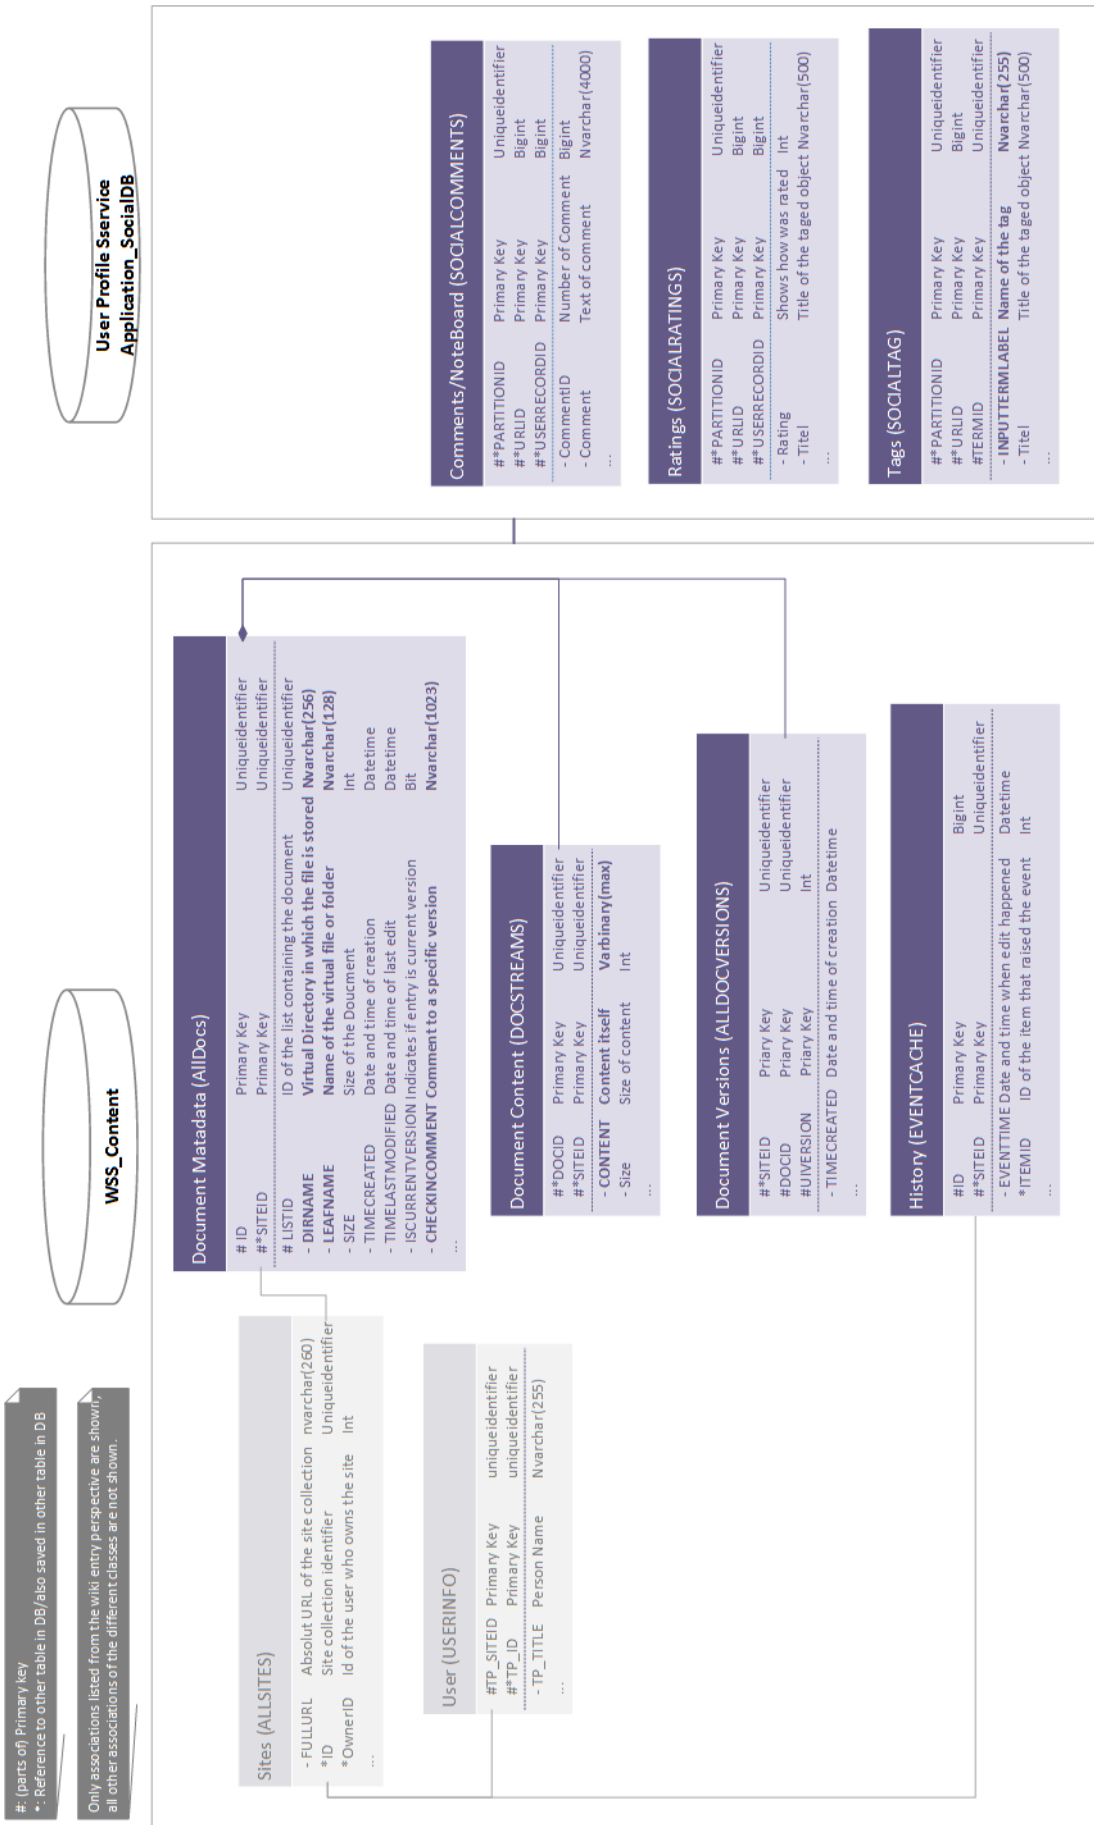 #: (parts of) Primary key
*: Reference to other table in DB/also saved in other table in DB
Only associations listed from the wiki entry perspective are shown,
all other associations of the different classes are not shown.
WSS_Content
User Profile Sservice
Application_SocialDB
Sites (ALLSITES)
- FULLURL Absolut URL of the site collection nvarchar(260)
*ID Site collection identifier Uniqueidentifier
*OwnerID Id of the user who owns the site Int
...
User (USERINFO)
#TP_SITEID Primary Key uniqueidentifier
#*TP_ID Primary Key uniqueidentifier
- TP_TITLE Person Name Nvarchar(255)
...
Document Matadata (AllDocs)
# ID Primary Key Uniqueidentifier
#*SITEID Primary Key Uniqueidentifier
# LISTID ID of the list containing the document Uniqueidentifier
- DIRNAME Virtual Directory in which the file is stored Nvarchar(256)
- LEAFNAME Name of the virtual file or folder Nvarchar(128)
- SIZE Size of the Doucment Int
- TIMECREATED Date and time of creation Datetime
- TIMELASTMODIFIED Date and time of last edit Datetime
- ISCURRENTVERSION Indicates if entry is current version Bit
- CHECKINCOMMENT Comment to a specific version Nvarchar(1023)
...
Document Content (DOCSTREAMS)
#*DOCID Primary Key Uniqueidentifier
#*SITEID Primary Key Uniqueidentifier
- CONTENT Content itself Varbinary(max)
- Size Size of content Int
...
Document Versions (ALLDOCVERSIONS)
#*SITEID Priary Key Uniqueidentifier
#DOCID Priary Key Uniqueidentifier
#UIVERSION Priary Key Int
- TIMECREATED Date and time of creation Datetime
...
History (EVENTCACHE)
#ID Primary Key Bigint
#*SITEID Primary Key Uniqueidentifier
- EVENTTIME Date and time when edit happened Datetime
*ITEMID ID of the item that raised the event Int
...
Comments/NoteBoard (SOCIALCOMMENTS)
#*PARTITIONID Primary Key Uniqueidentifier
#*URLID Primary Key Bigint
#*USERRECORDID Primary Key Bigint
- CommentID Number of Comment Bigint
- Comment Text of comment Nvarchar(4000)
...
Ratings (SOCIALRATINGS)
#*PARTITIONID Primary Key Uniqueidentifier
#*URLID Primary Key Bigint
#*USERRECORDID Primary Key Bigint
- Rating Shows how was rated Int
- Titel Title of the taged object Nvarchar(500)
...
Tags (SOCIALTAG)
#*PARTITIONID Primary Key Uniqueidentifier
#*URLID Primary Key Bigint
#TERMID Primary Key Uniqueidentifier
- INPUTTERMLABEL Name of the tag Nvarchar(255)
- Titel Title of the taged object Nvarchar(500)
...